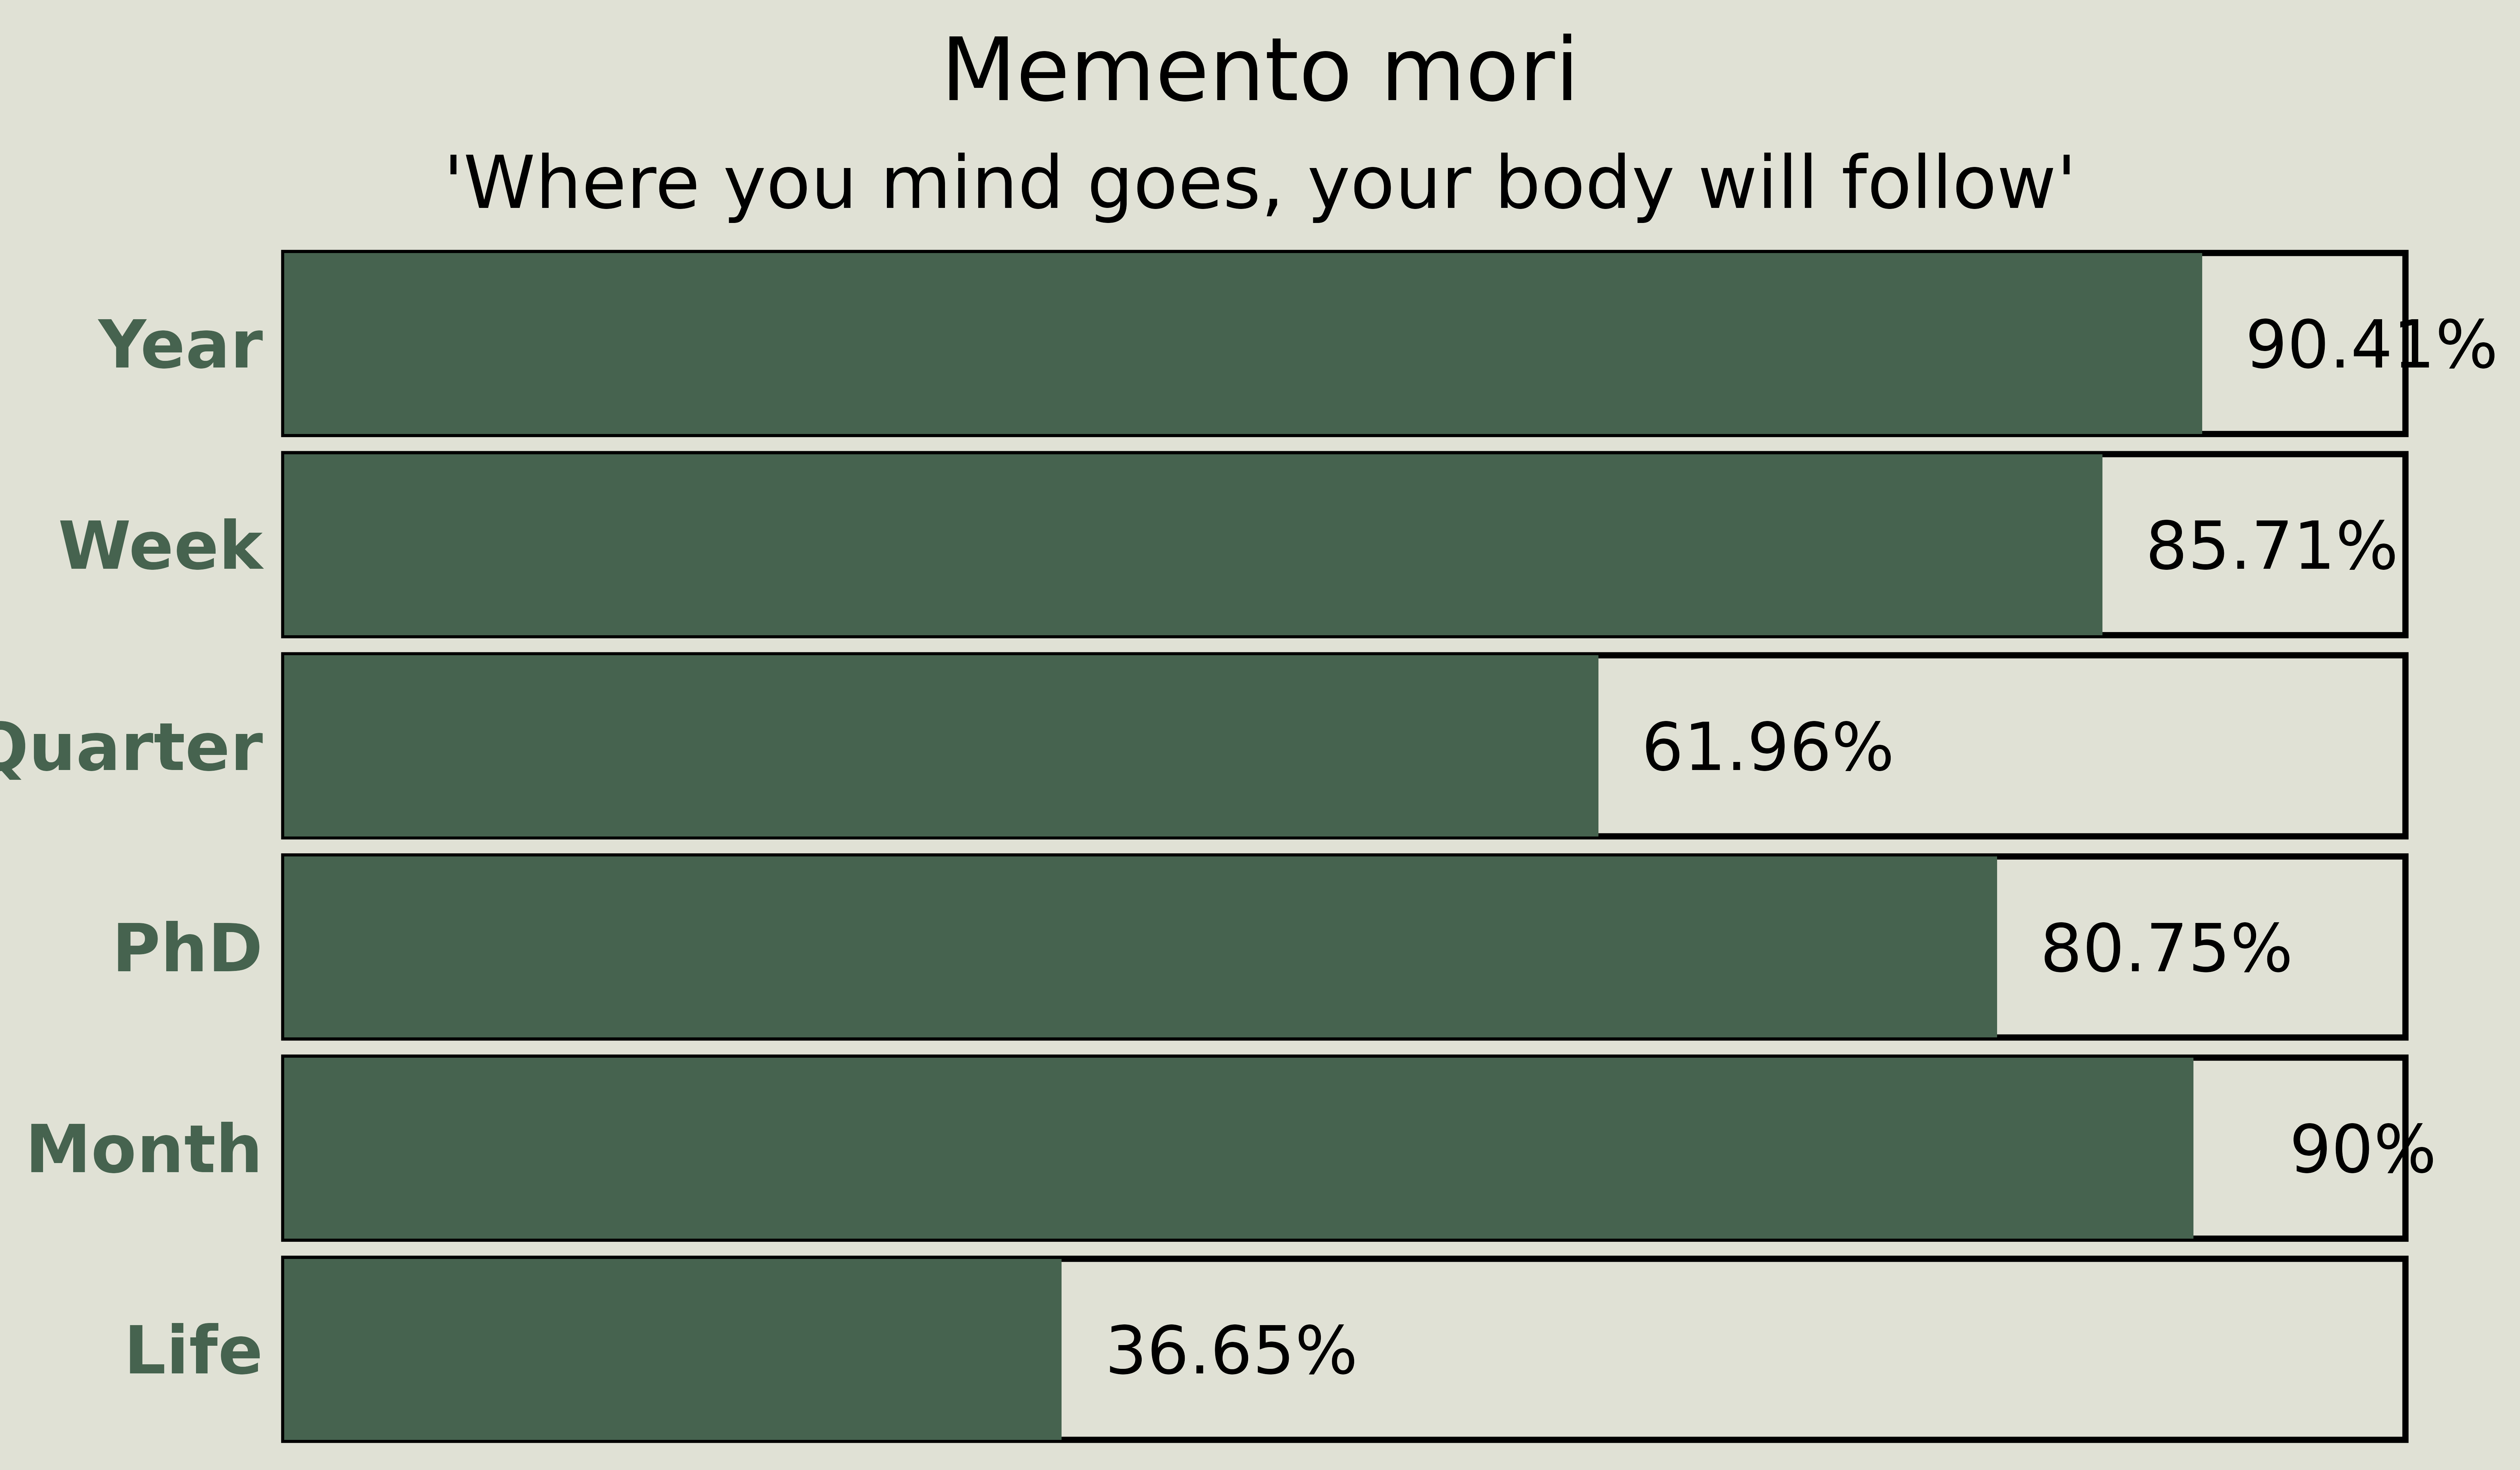 Memento mori
'Where you mind goes, your body will follow'
Year 90.41%
Week 85.71%
Quarter 61.96%
PhD 80.75%
Month 90%
Life 36.65%